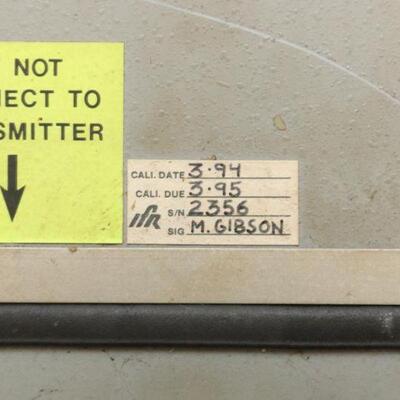 NOT
JECT TO
SMITTER
CALI. DATE 3-94
CALI. DUE 3-95
ifR S/N 2356
SIG M. GIBSON